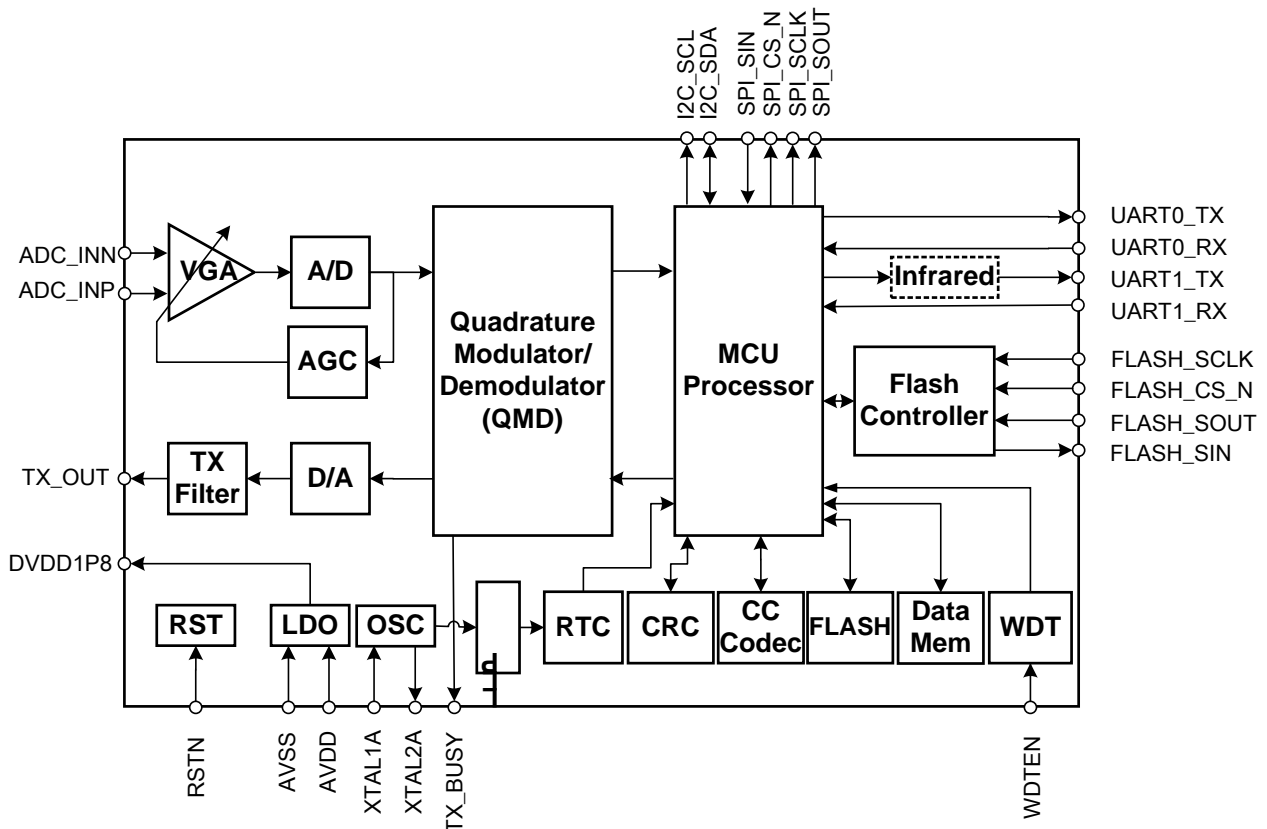 I2C_SCL
I2C_SDA
SPI_SIN
SPI_CS_N
SPI_SCLK
SPI_SOUT
ADC_INN
ADC_INP
VGA
A/D
AGC
Quadrature
Modulator/
Demodulator
(QMD)
MCU
Processor
UART0_TX
UART0_RX
Infrared
UART1_TX
UART1_RX
Flash
Controller
FLASH_SCLK
FLASH_CS_N
FLASH_SOUT
FLASH_SIN
TX_OUT
TX
Filter
D/A
DVDD1P8
RST
LDO
OSC
RTC
CRC
CC
Codec
FLASH
Data
Mem
WDT
RSTN
AVSS
AVDD
XTAL1A
XTAL2A
TX_BUSY
WDTEN